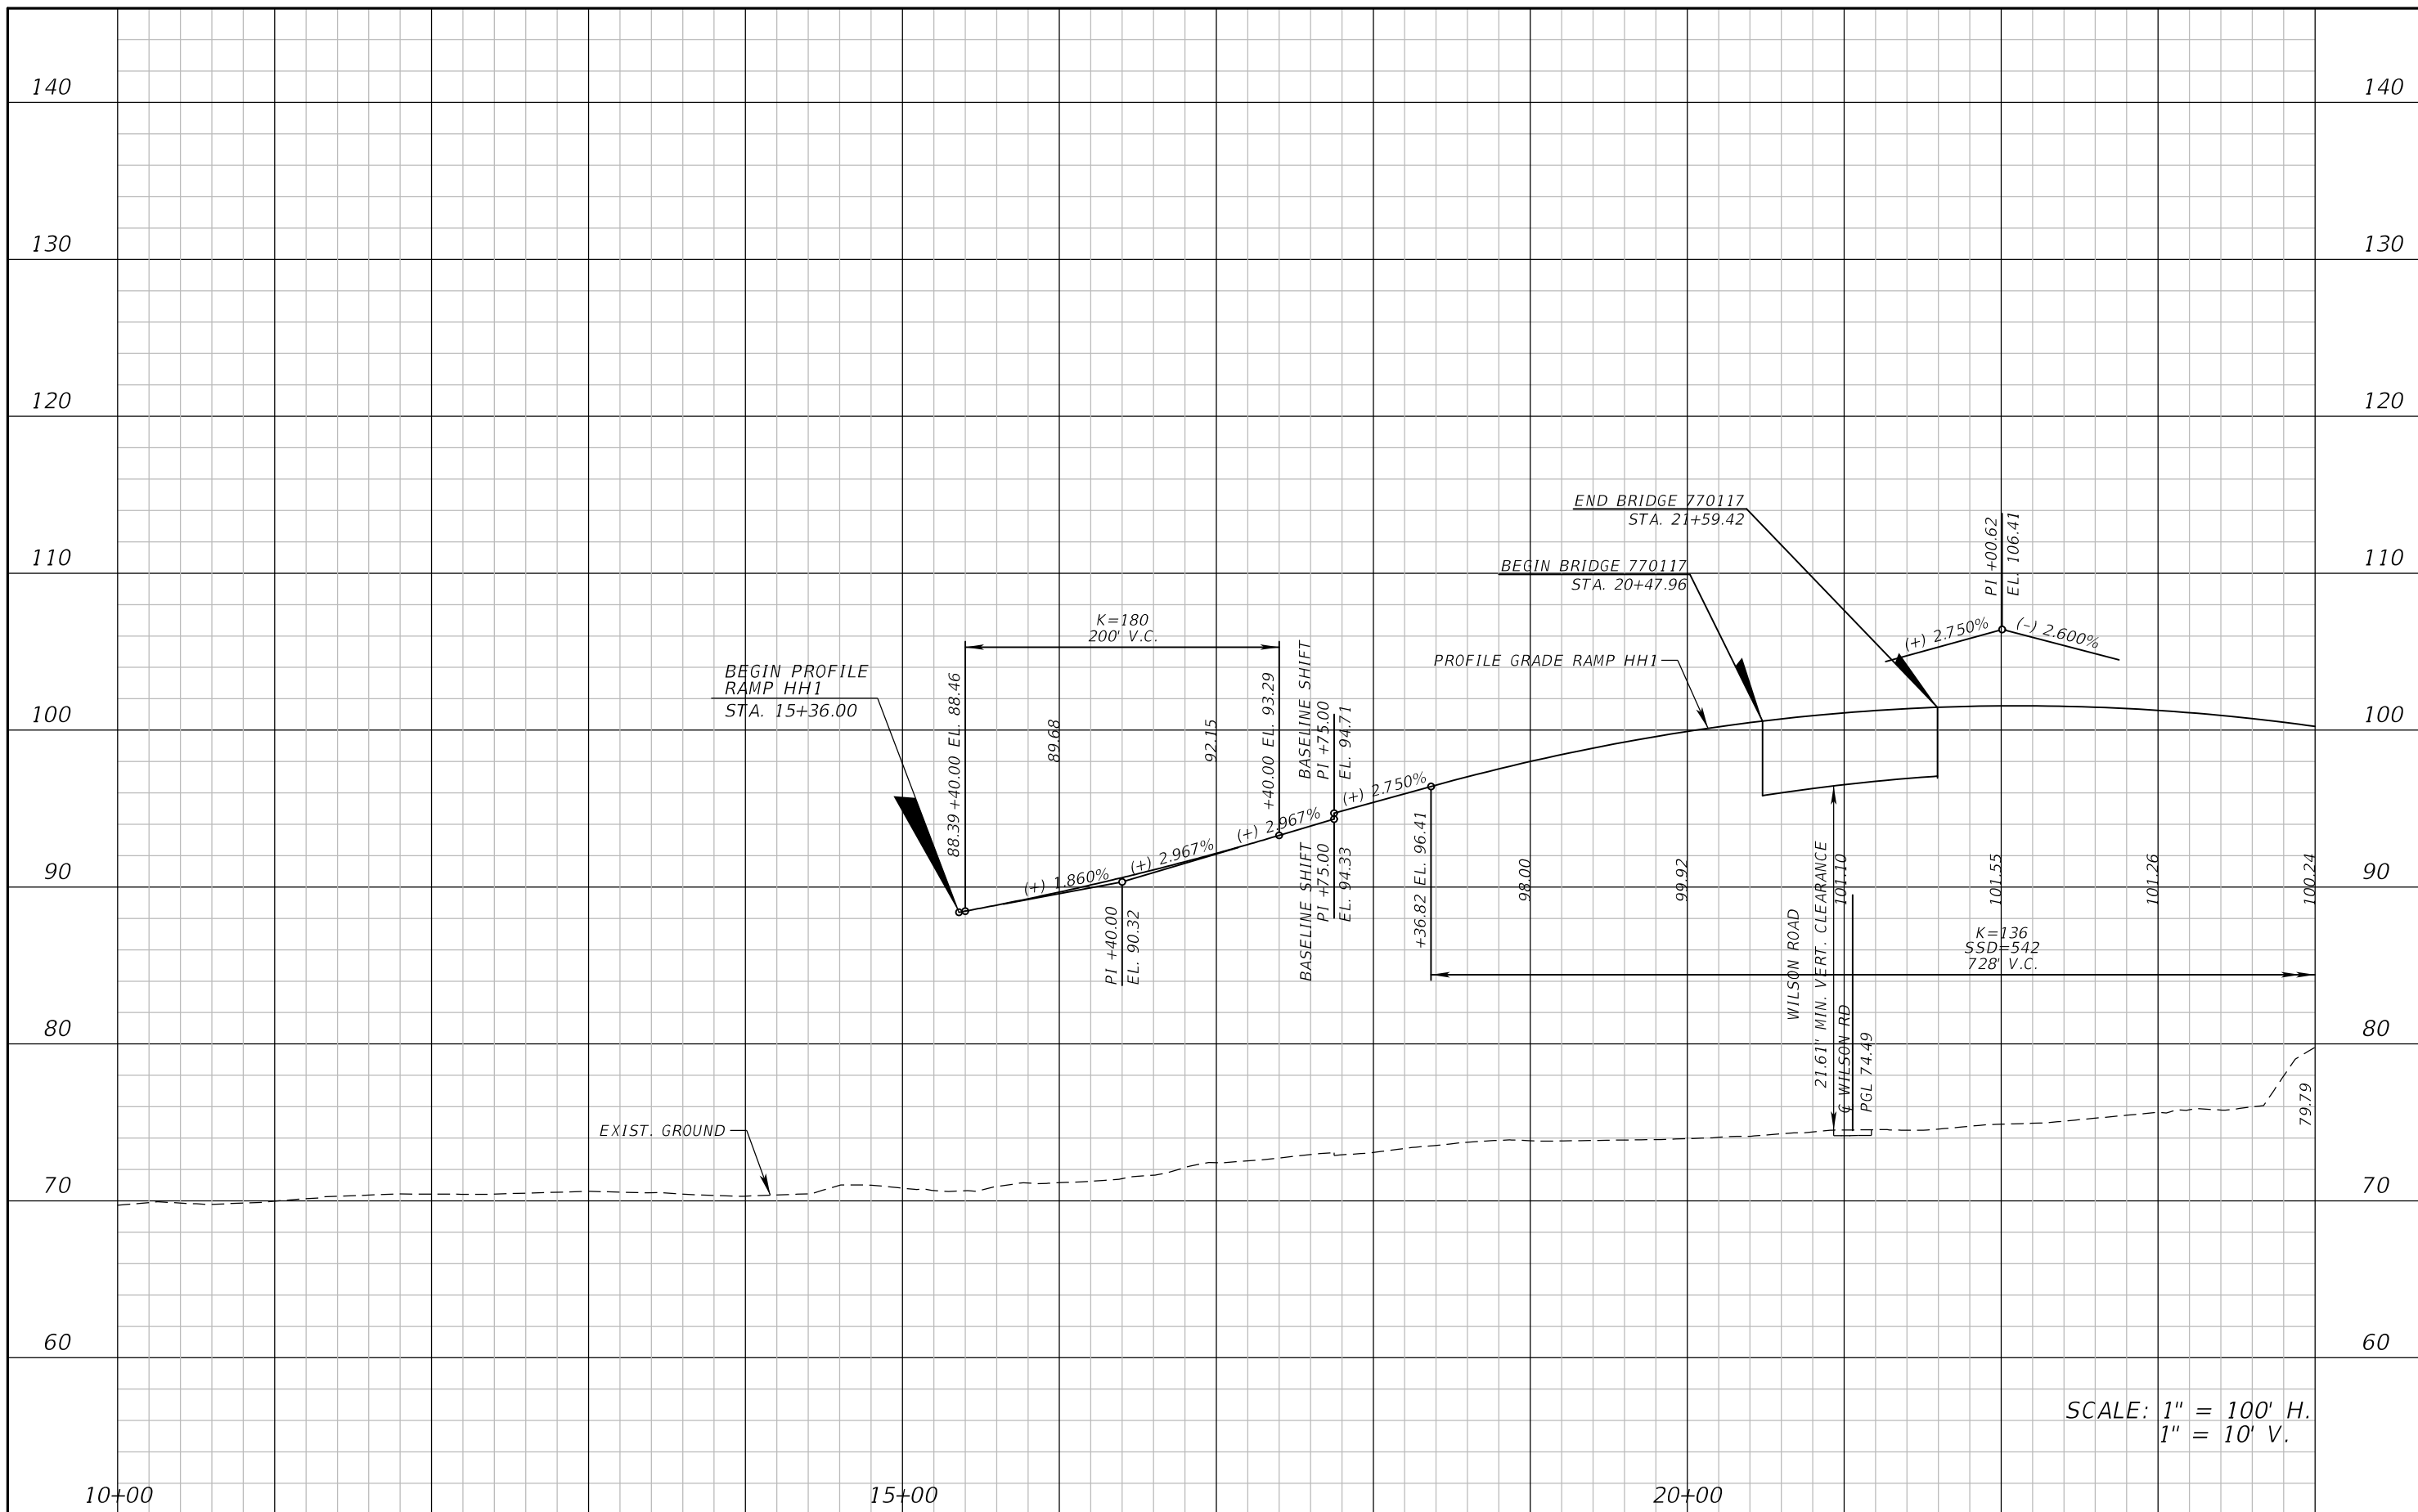 140
140
130
130
120
120
110
110
100
100
90
90
80
80
70
70
60
60
END BRIDGE 770117
STA. 21+59.42
BEGIN BRIDGE 770117
STA. 20+47.96
PI +00.62
EL. 106.41
(+) 2.750%
(-) 2.600%
K=180
200' V.C.
PROFILE GRADE RAMP HH1
BEGIN PROFILE
RAMP HH1
STA. 15+36.00
88.39
+40.00 EL. 88.46
89.68
92.15
+40.00 EL. 93.29
BASELINE SHIFT
PI +75.00
EL. 94.71
(+) 1.860%
(+) 2.967%
(+) 2.967%
(+) 2.750%
PI +40.00
EL. 90.32
BASELINE SHIFT
PI +75.00
EL. 94.33
+36.82 EL. 96.41
98.00
99.92
101.10
101.55
101.26
100.24
K=136
SSD=542
728' V.C.
WILSON ROAD
21.61' MIN. VERT. CLEARANCE
℄ WILSON RD
PGL 74.49
79.79
EXIST. GROUND
SCALE: 1" = 100' H.
1" = 10' V.
10+00
15+00
20+00